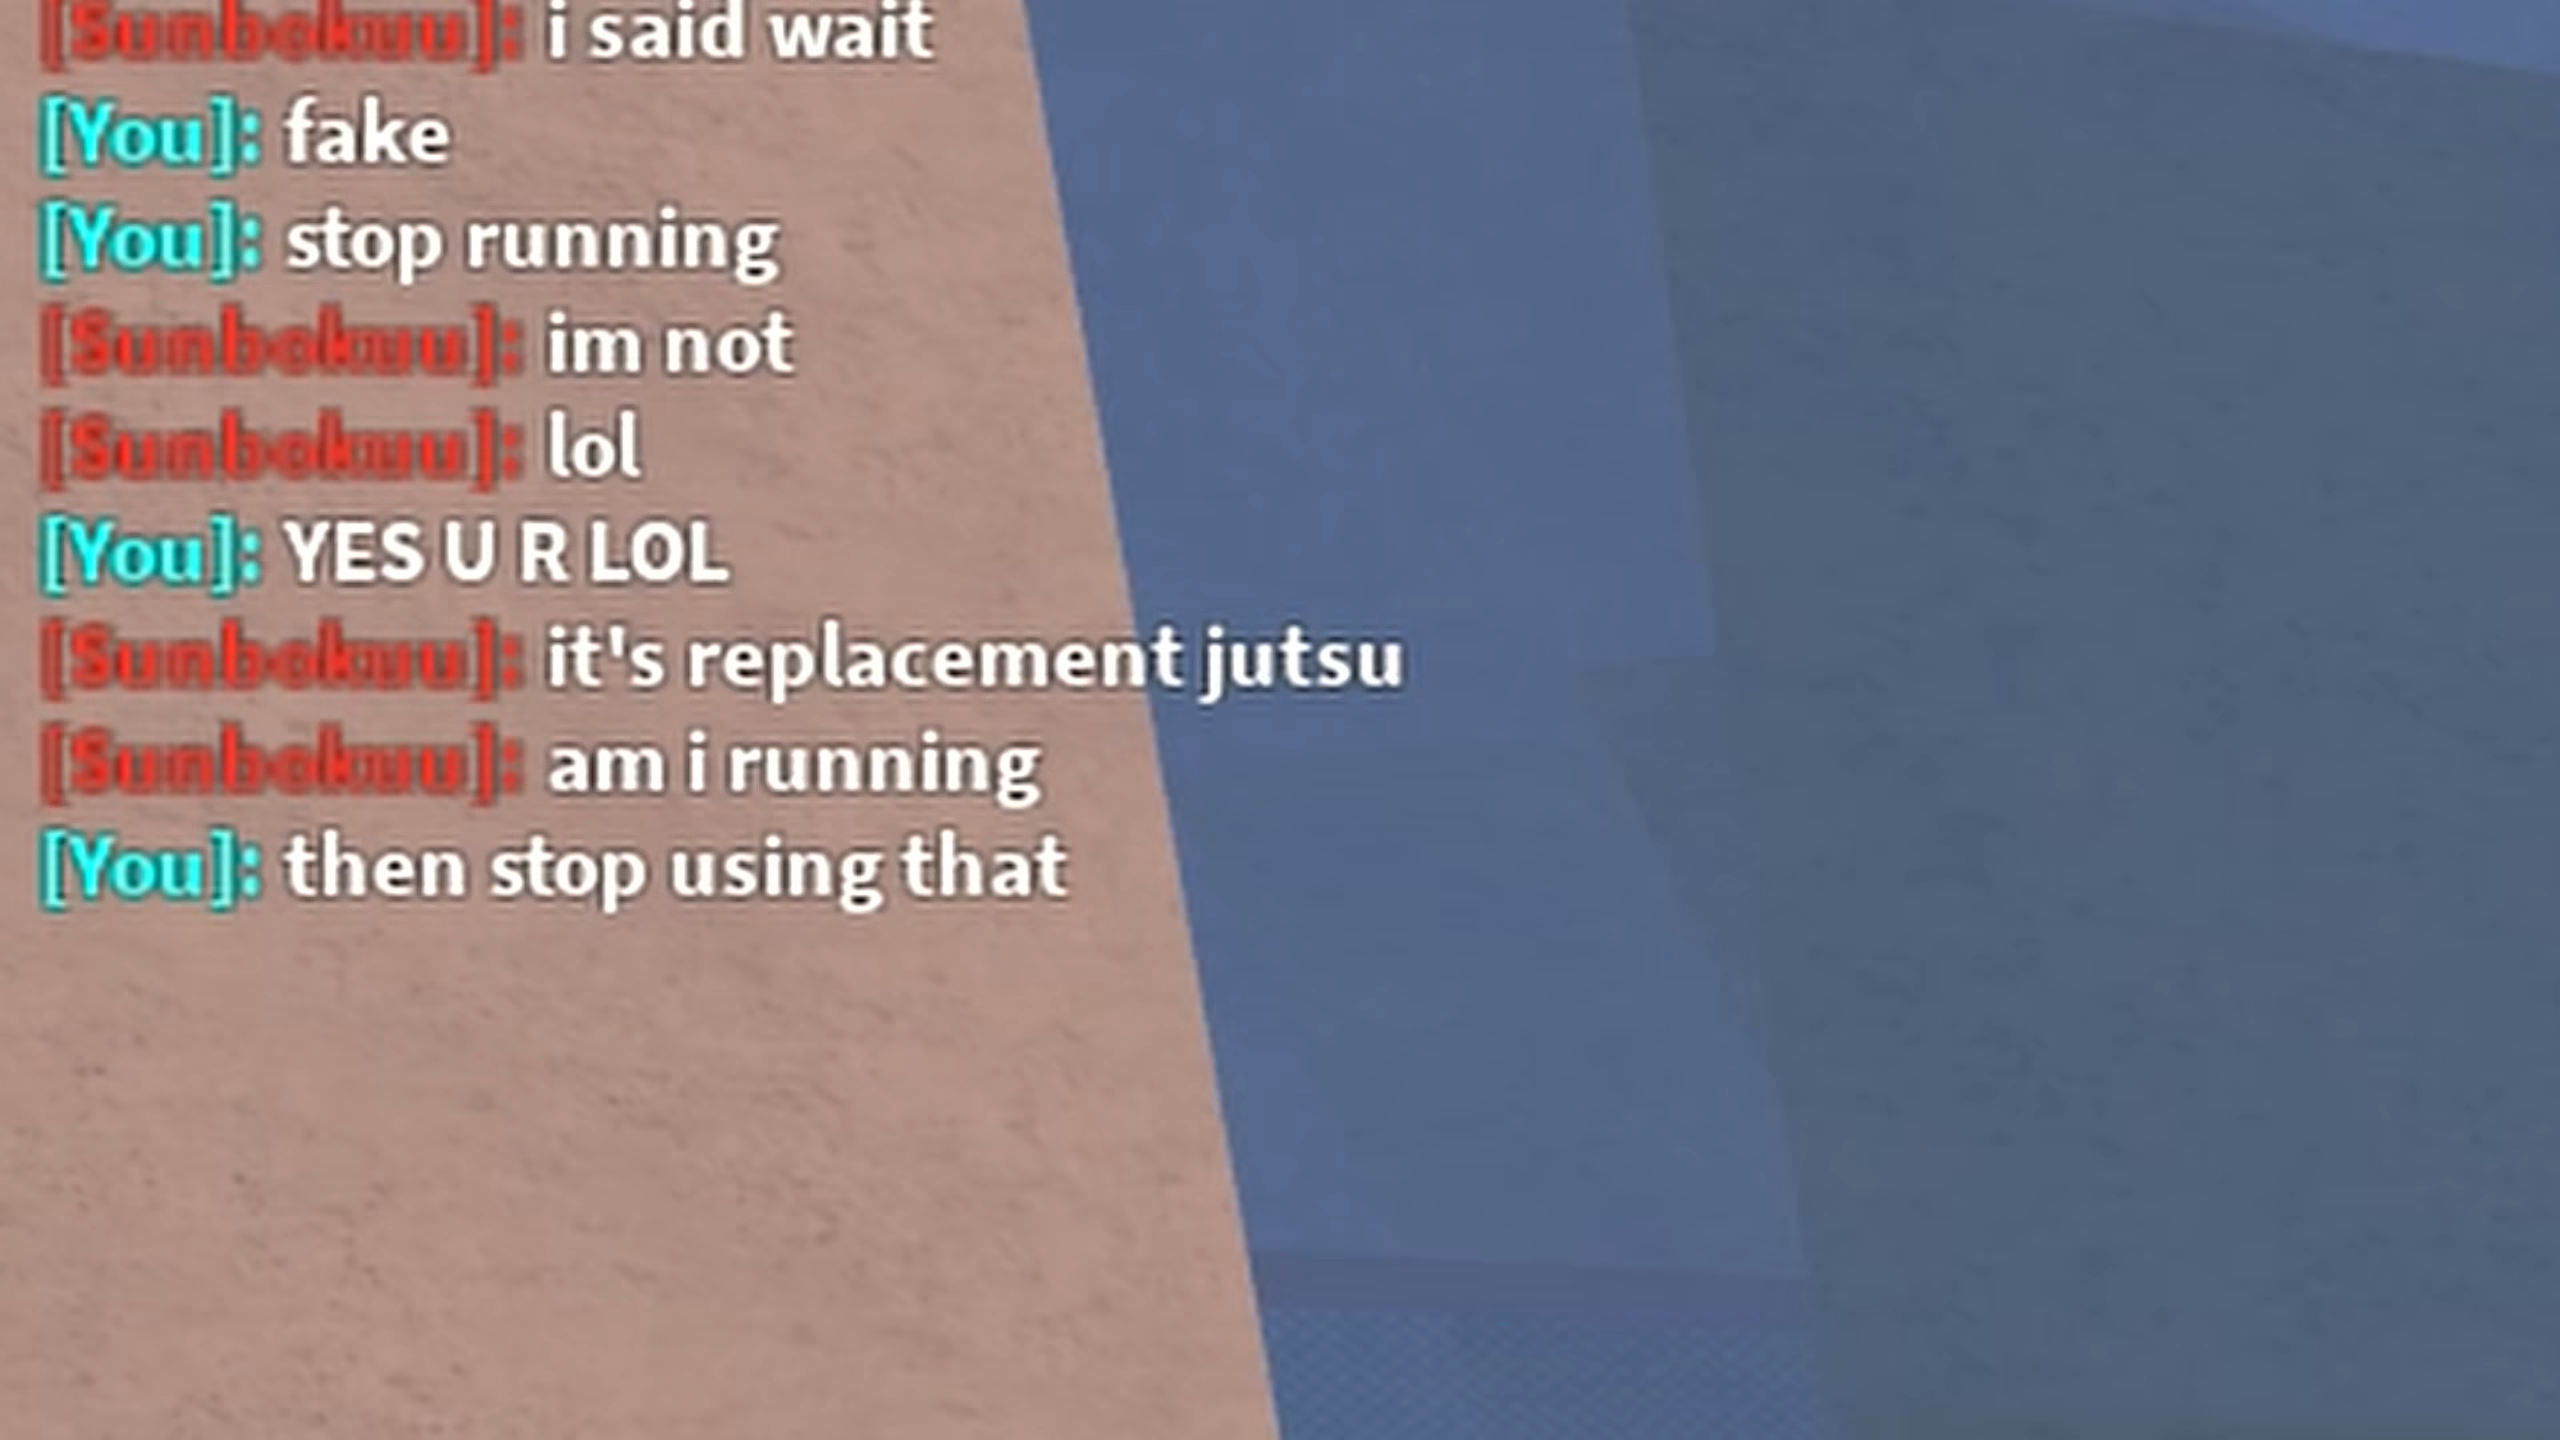 [Sunbokuu]: i said wait
[You]: fake
[You]: stop running
[Sunbokuu]: im not
[Sunbokuu]: lol
[You]: YES U R LOL
[Sunbokuu]: it's replacement jutsu
[Sunbokuu]: am i running
[You]: then stop using that